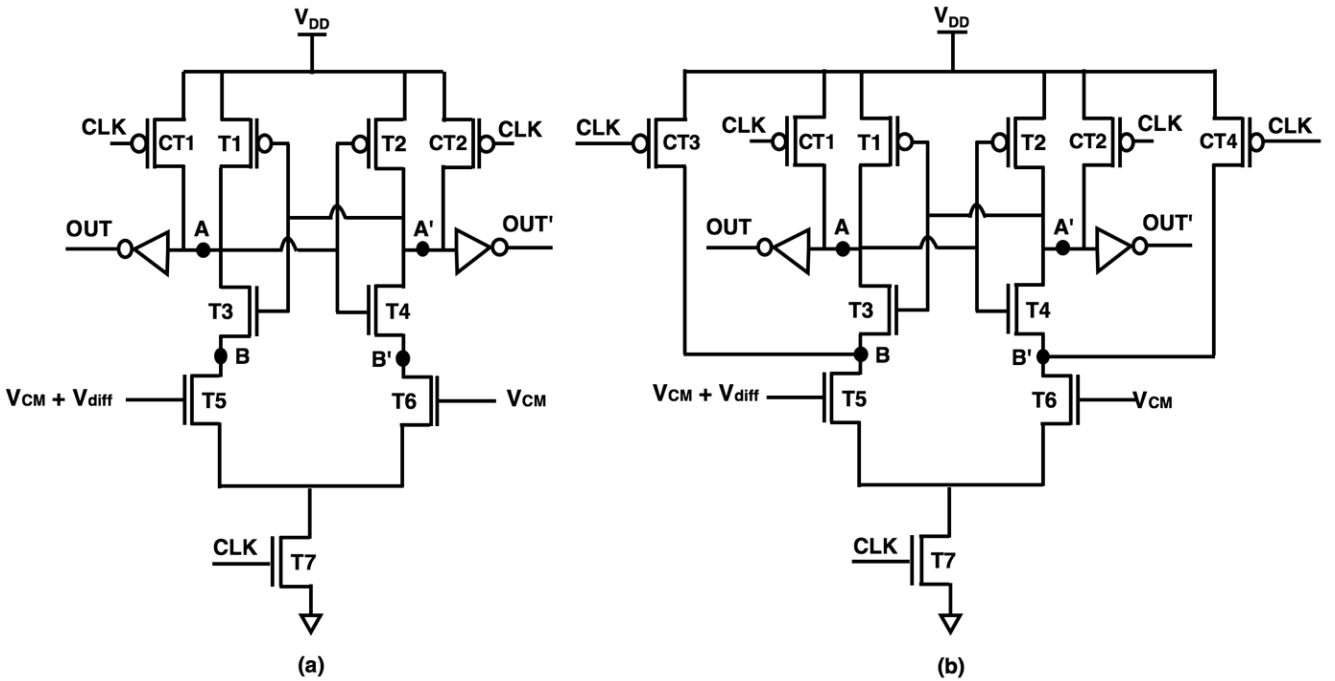 VDD
CLK
CT1
T1
T2
CT2
CLK
OUT
A
A'
OUT'
T3
T4
B
B'
VCM + Vdiff
T5
T6
VCM
CLK
T7
(a)
VDD
CLK
CT3
CLK
CT1
T1
T2
CT2
CLK
CT4
CLK
OUT
A
A'
OUT'
T3
T4
B
B'
VCM + Vdiff
T5
T6
VCM
CLK
T7
(b)